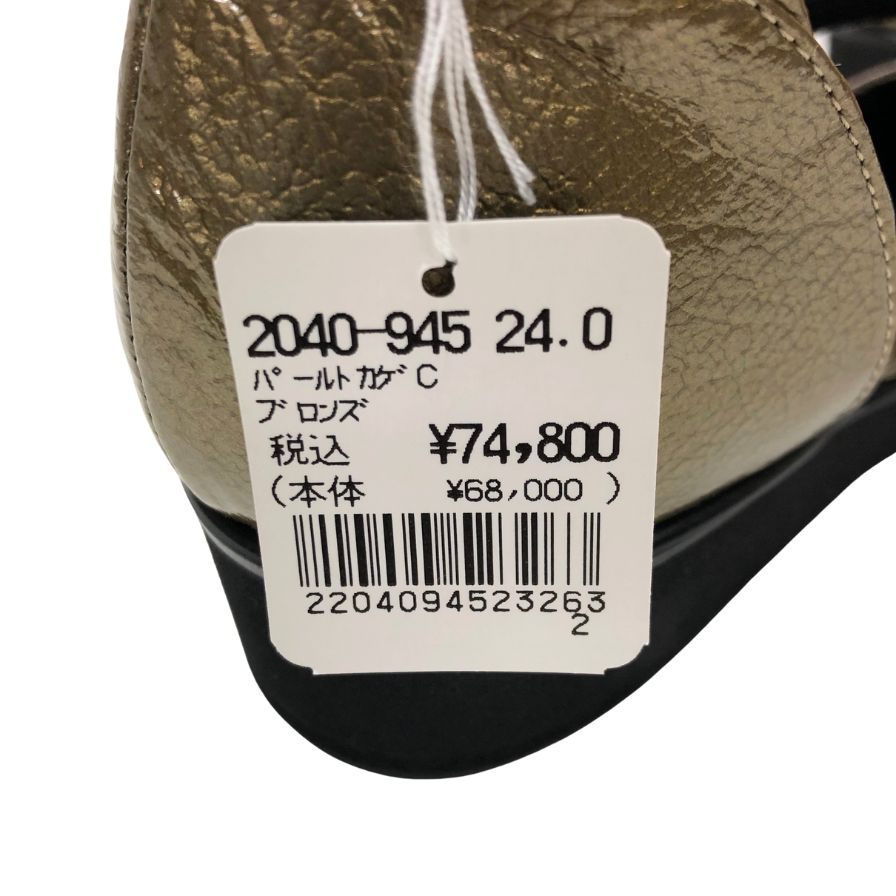 2040-945 24.0
パールトカゲC
ブロンズ
税込 ¥74,800
(本体 ¥68,000 )
2204094523263
2